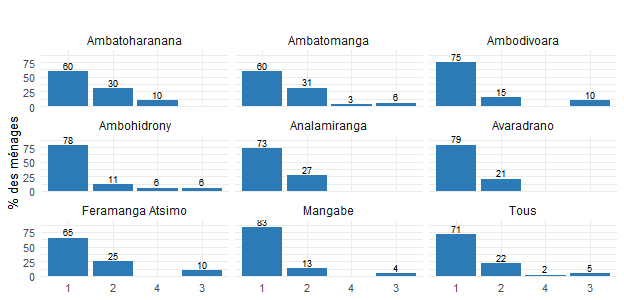 Ambatoharanana Ambatomanga Ambodivoara
75 60 60 75
50 30 31
25 10 3 6 15 10
0
Ambohidrony Analamiranga Avaradrano
75 78 73 79
50
25 11 6 6 27 21
0
Feramanga Atsimo Mangabe Tous
75 65 83 71
50
25 25 10 13 4 22 2 5
0
1 2 4 3 1 2 4 3 1 2 4 3
% des ménages